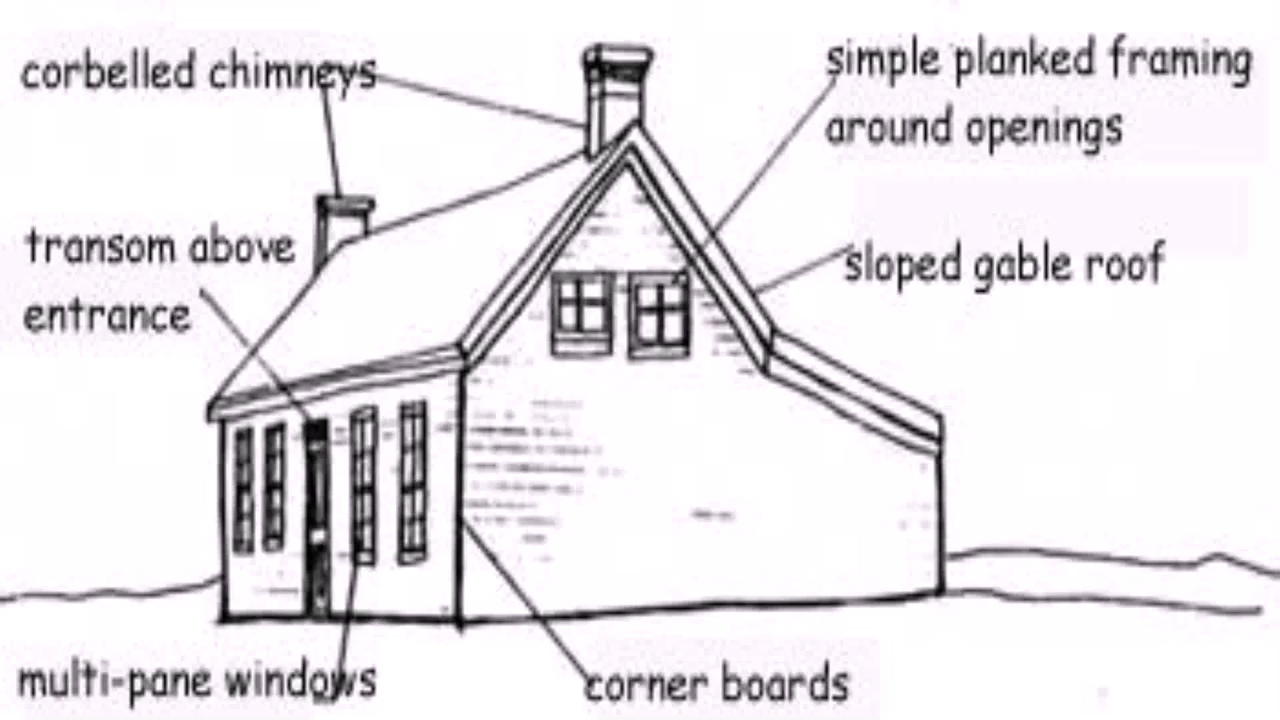 corbelled chimneys
simple planked framing
around openings
transom above
entrance
sloped gable roof
multi-pane windows
corner boards